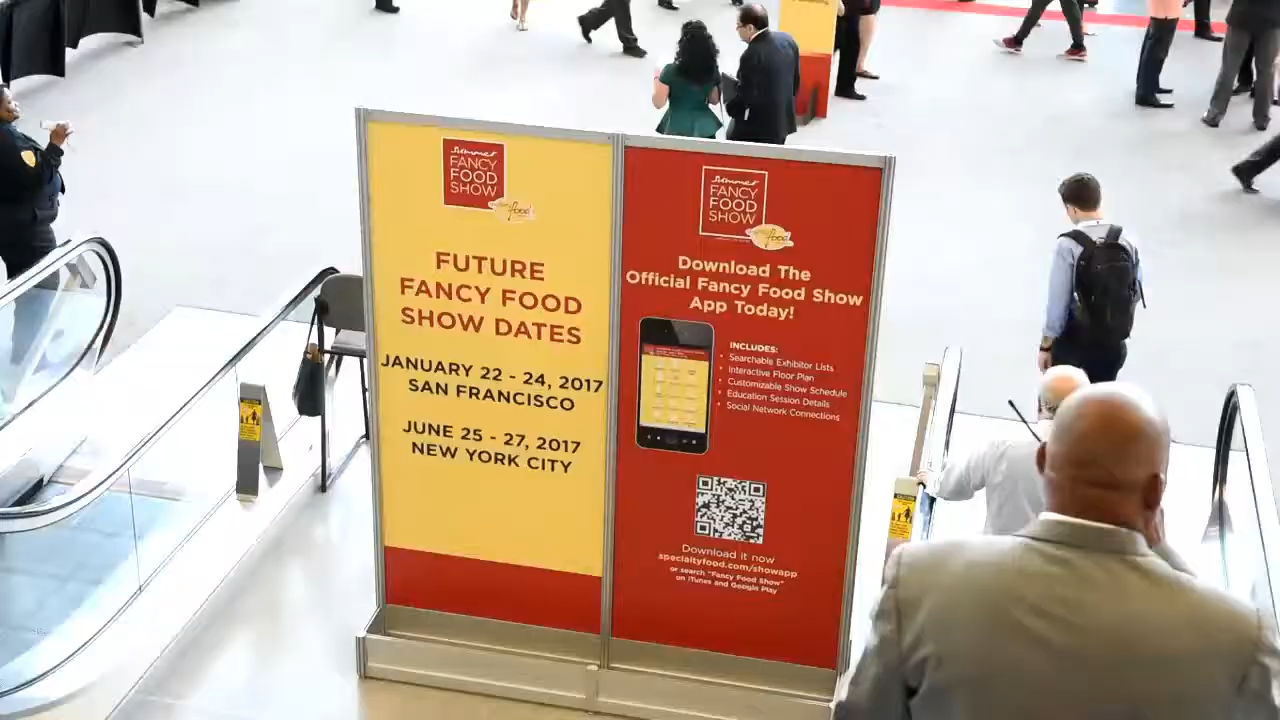 summer
FANCY
FOOD
SHOW
food
FUTURE
FANCY FOOD
SHOW DATES
JANUARY 22 - 24, 2017
SAN FRANCISCO
JUNE 25 - 27, 2017
NEW YORK CITY
summer
FANCY
FOOD
SHOW
food
Download The
Official Fancy Food Show
App Today!
INCLUDES:
• Searchable Exhibitor Lists
• Interactive Floor Plan
• Customizable Show Schedule
• Education Session Details
• Social Network Connections
Download it now
specialtyfood.com/showapp
or search "Fancy Food Show"
on iTunes and Google Play